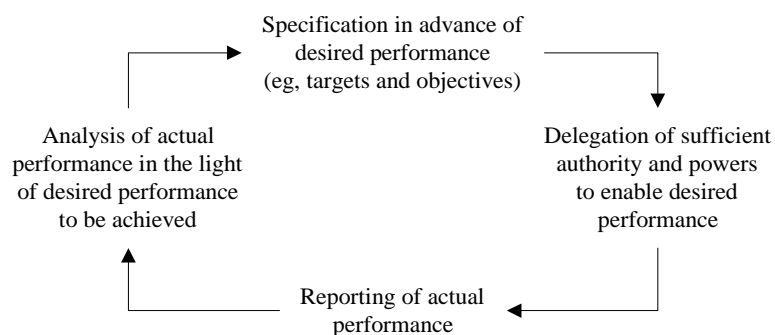 Specification in advance of
desired performance
(eg, targets and objectives)
Delegation of sufficient
authority and powers
to enable desired
performance
Reporting of actual
performance
Analysis of actual
performance in the light
of desired performance
to be achieved